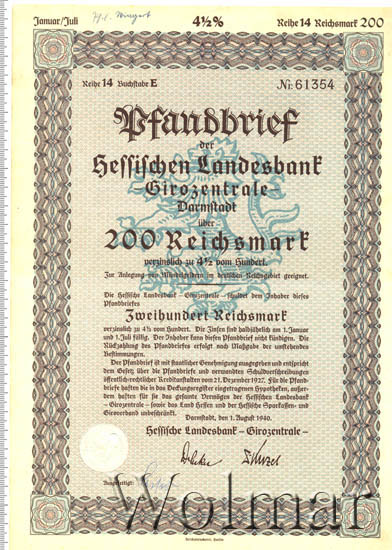 Januar/Juli 4½% Reihe 14 Reichsmark 200
Reihe 14 Buchstabe E № 61354
Pfandbrief
der
Hessischen Landesbank
- Girozentrale -
Darmstadt
über
200 Reichsmark
verzinslich zu 4½ vom Hundert.
Zur Anlegung von Mündelgeldern im deutschen Reichsgebiet geeignet.
Die Hessische Landesbank – Girozentrale – schuldet dem Inhaber dieses
Pfandbriefes
Zweihundert Reichsmark
verzinslich zu 4½ vom Hundert. Die Zinsen sind halbjährlich am 1. Januar
und 1. Juli fällig. Der Inhaber kann diesen Pfandbrief nicht kündigen. Die
Rückzahlung des Pfandbriefes erfolgt nach Maßgabe der umstehenden
Bestimmungen.
Der Pfandbrief ist mit staatlicher Genehmigung ausgegeben und entspricht
dem Gesetz über die Pfandbriefe und verwandten Schuldverschreibungen
öffentlich-rechtlicher Kreditanstalten vom 21. Dezember 1927. Für die Pfand-
briefe haften die in das Deckungsregister eingetragenen Hypotheken, außer-
dem haften für sie das gesamte Vermögen der Hessischen Landesbank
- Girozentrale – sowie das Land Hessen und der Hessische Sparkassen- und
Giroverband unbeschränkt.
Darmstadt, den 1. August 1940.
Hessische Landesbank – Girozentrale –
Ausgefertigt:
Wolmar
Reichsdruckerei, Berlin